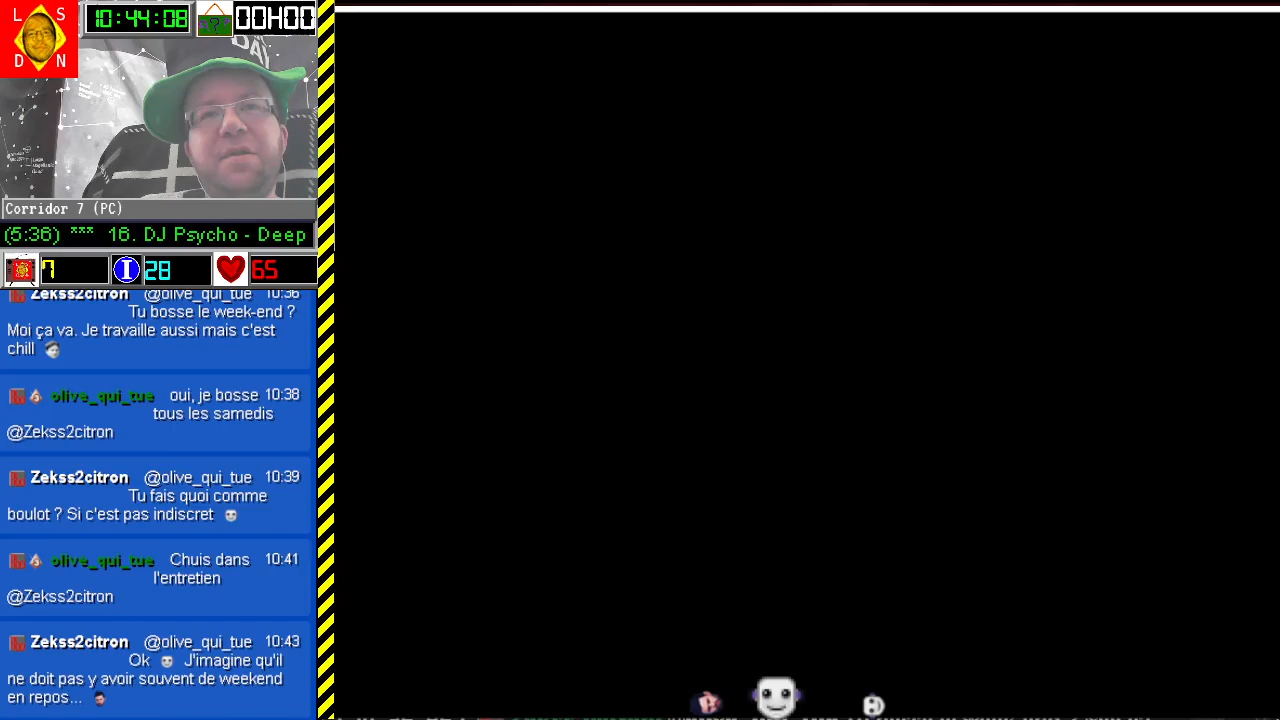 L S
D N
10:44:08
00H00
Corridor 7 (PC)
(5:36) *** 16. DJ Psycho - Deep
7
I 28
65
Zekss2citron @olive_qui_tue 10:36
Tu bosse le week-end ?
Moi ça va. Je travaille aussi mais c'est
chill
olive_qui_tue oui, je bosse 10:38
tous les samedis
@Zekss2citron
Zekss2citron @olive_qui_tue 10:39
Tu fais quoi comme
boulot ? Si c'est pas indiscret
olive_qui_tue Chuis dans 10:41
l'entretien
@Zekss2citron
Zekss2citron @olive_qui_tue 10:43
Ok J'imagine qu'il
ne doit pas y avoir souvent de weekend
en repos...